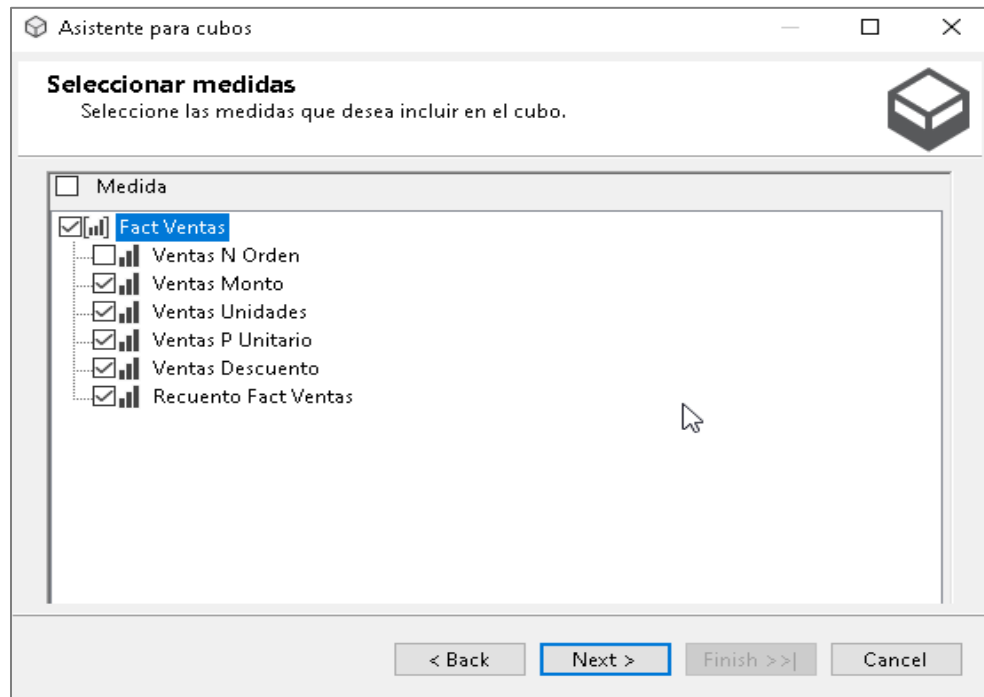 Asistente para cubos
Seleccionar medidas
Seleccione las medidas que desea incluir en el cubo.
Medida
Fact Ventas
Ventas N Orden
Ventas Monto
Ventas Unidades
Ventas P Unitario
Ventas Descuento
Recuento Fact Ventas
< Back Next > Finish >>| Cancel